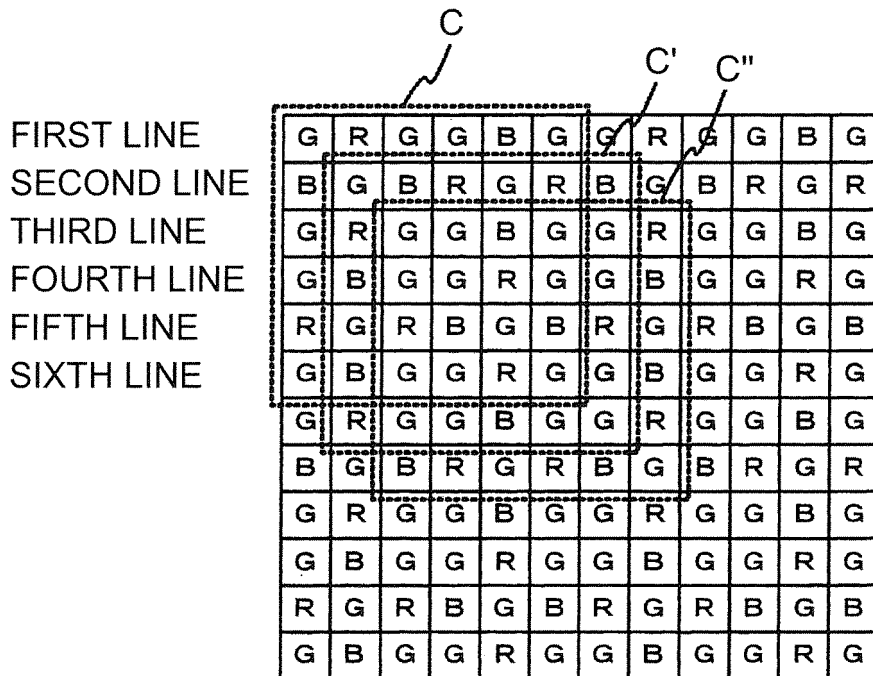 C
C' C"
FIRST LINE G R G G B G G R G G B G
SECOND LINE B G B R G R B G B R G R
THIRD LINE G R G G B G G R G G B G
FOURTH LINE G B G G R G G B G G R G
FIFTH LINE R G R B G B R G R B G B
SIXTH LINE G B G G R G G B G G R G
G R G G B G G R G G B G
B G B R G R B G B R G R
G R G G B G G R G G B G
G B G G R G G B G G R G
R G R B G B R G R B G B
G B G G R G G B G G R G